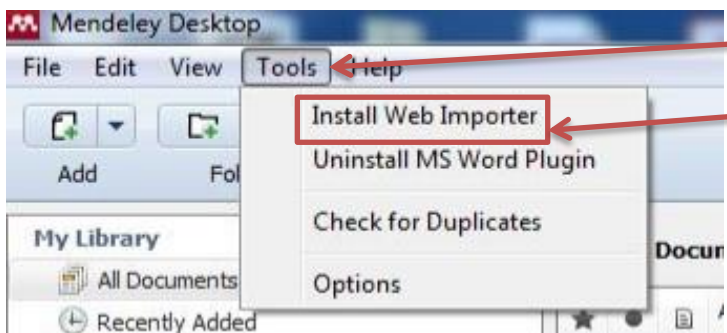 Mendeley Desktop
File Edit View Tools Help
Install Web Importer
Uninstall MS Word Plugin
Add
Check for Duplicates
My Library
All Documents
Options
Recently Added